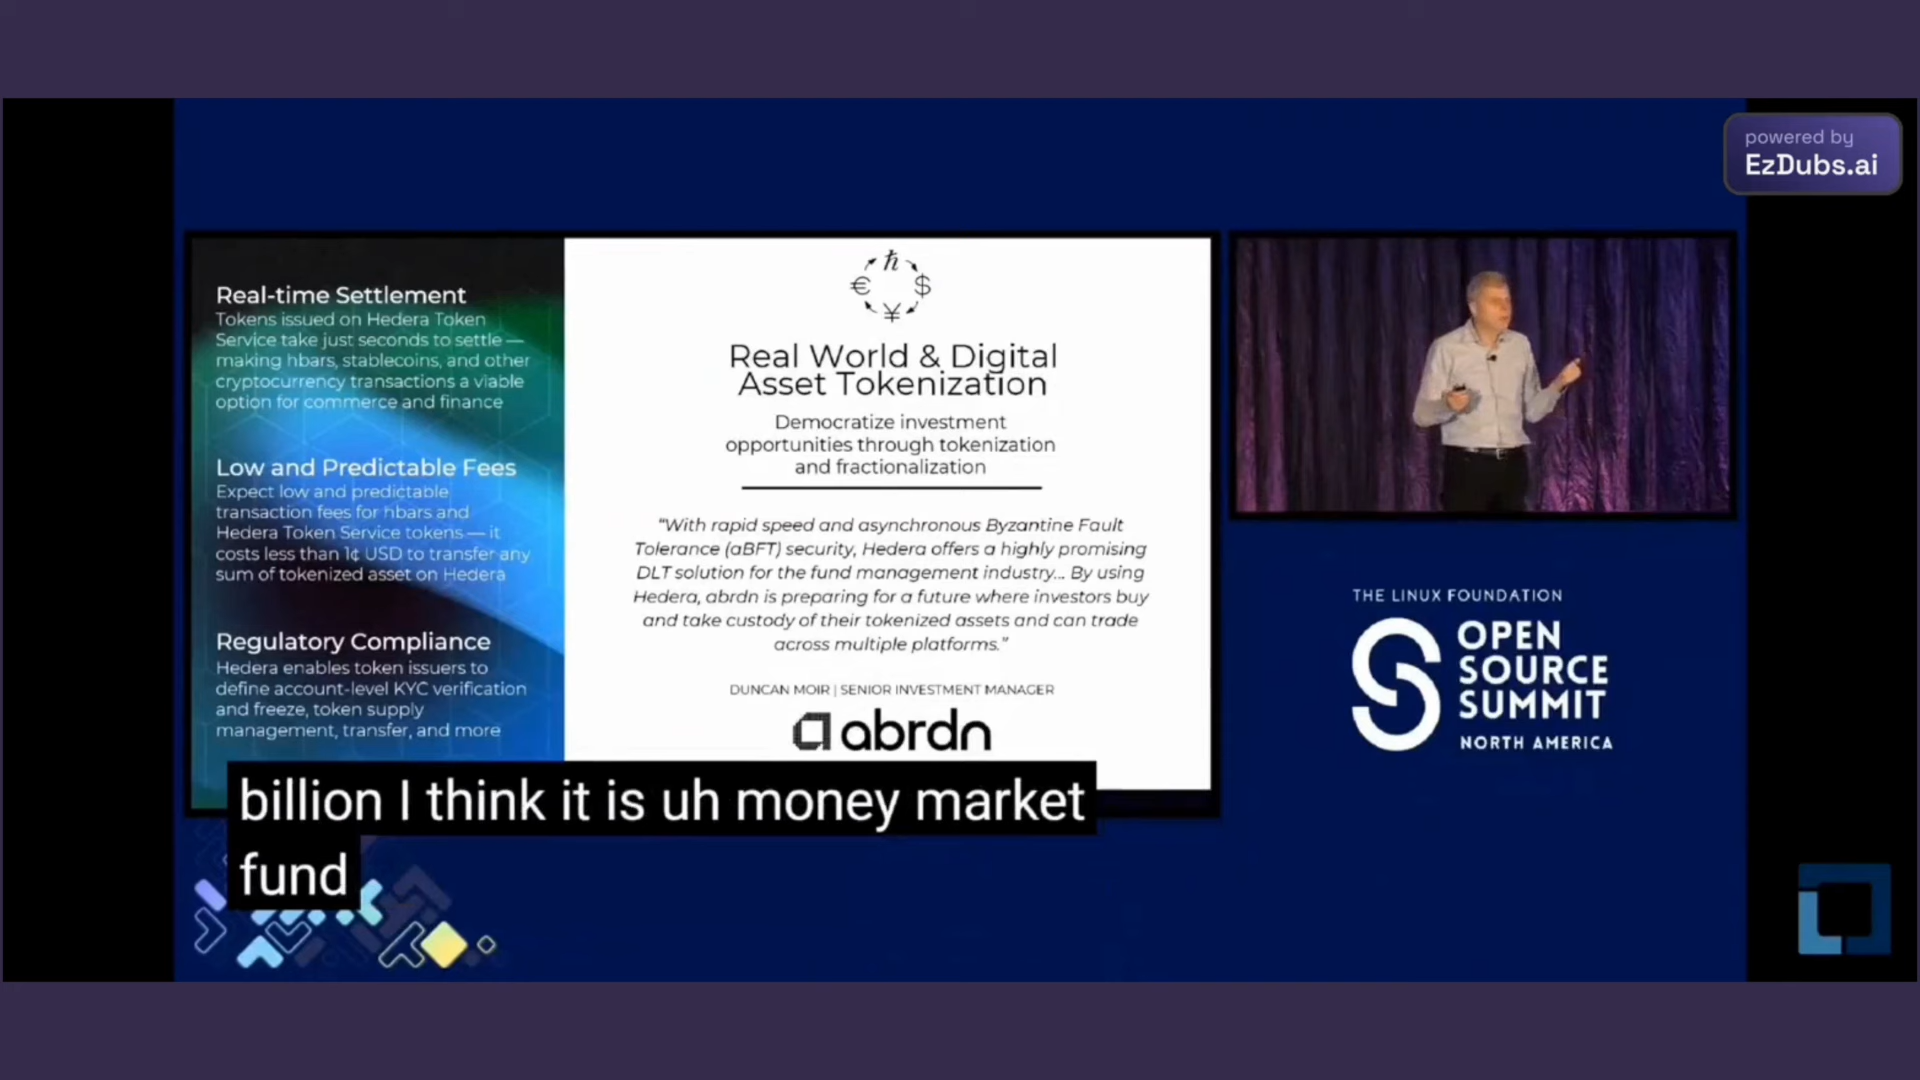 powered by
EzDubs.ai
Real-time Settlement
Tokens issued on Hedera Token
Service take just seconds to settle —
making hbars, stablecoins, and other
cryptocurrency transactions a viable
option for commerce and finance
Low and Predictable Fees
Expect low and predictable
transaction fees for hbars and
Hedera Token Service tokens — it
costs less than 1¢ USD to transfer any
sum of tokenized asset on Hedera
Regulatory Compliance
Hedera enables token issuers to
define account-level KYC verification
and freeze, token supply
management, transfer, and more
ℏ
€ $
¥
Real World & Digital
Asset Tokenization
Democratize investment
opportunities through tokenization
and fractionalization
“With rapid speed and asynchronous Byzantine Fault
Tolerance (aBFT) security, Hedera offers a highly promising
DLT solution for the fund management industry... By using
Hedera, abrdn is preparing for a future where investors buy
and take custody of their tokenized assets and can trade
across multiple platforms.”
DUNCAN MOIR | SENIOR INVESTMENT MANAGER
abrdn
THE LINUX FOUNDATION
OPEN
SOURCE
SUMMIT
NORTH AMERICA
billion I think it is uh money market
fund